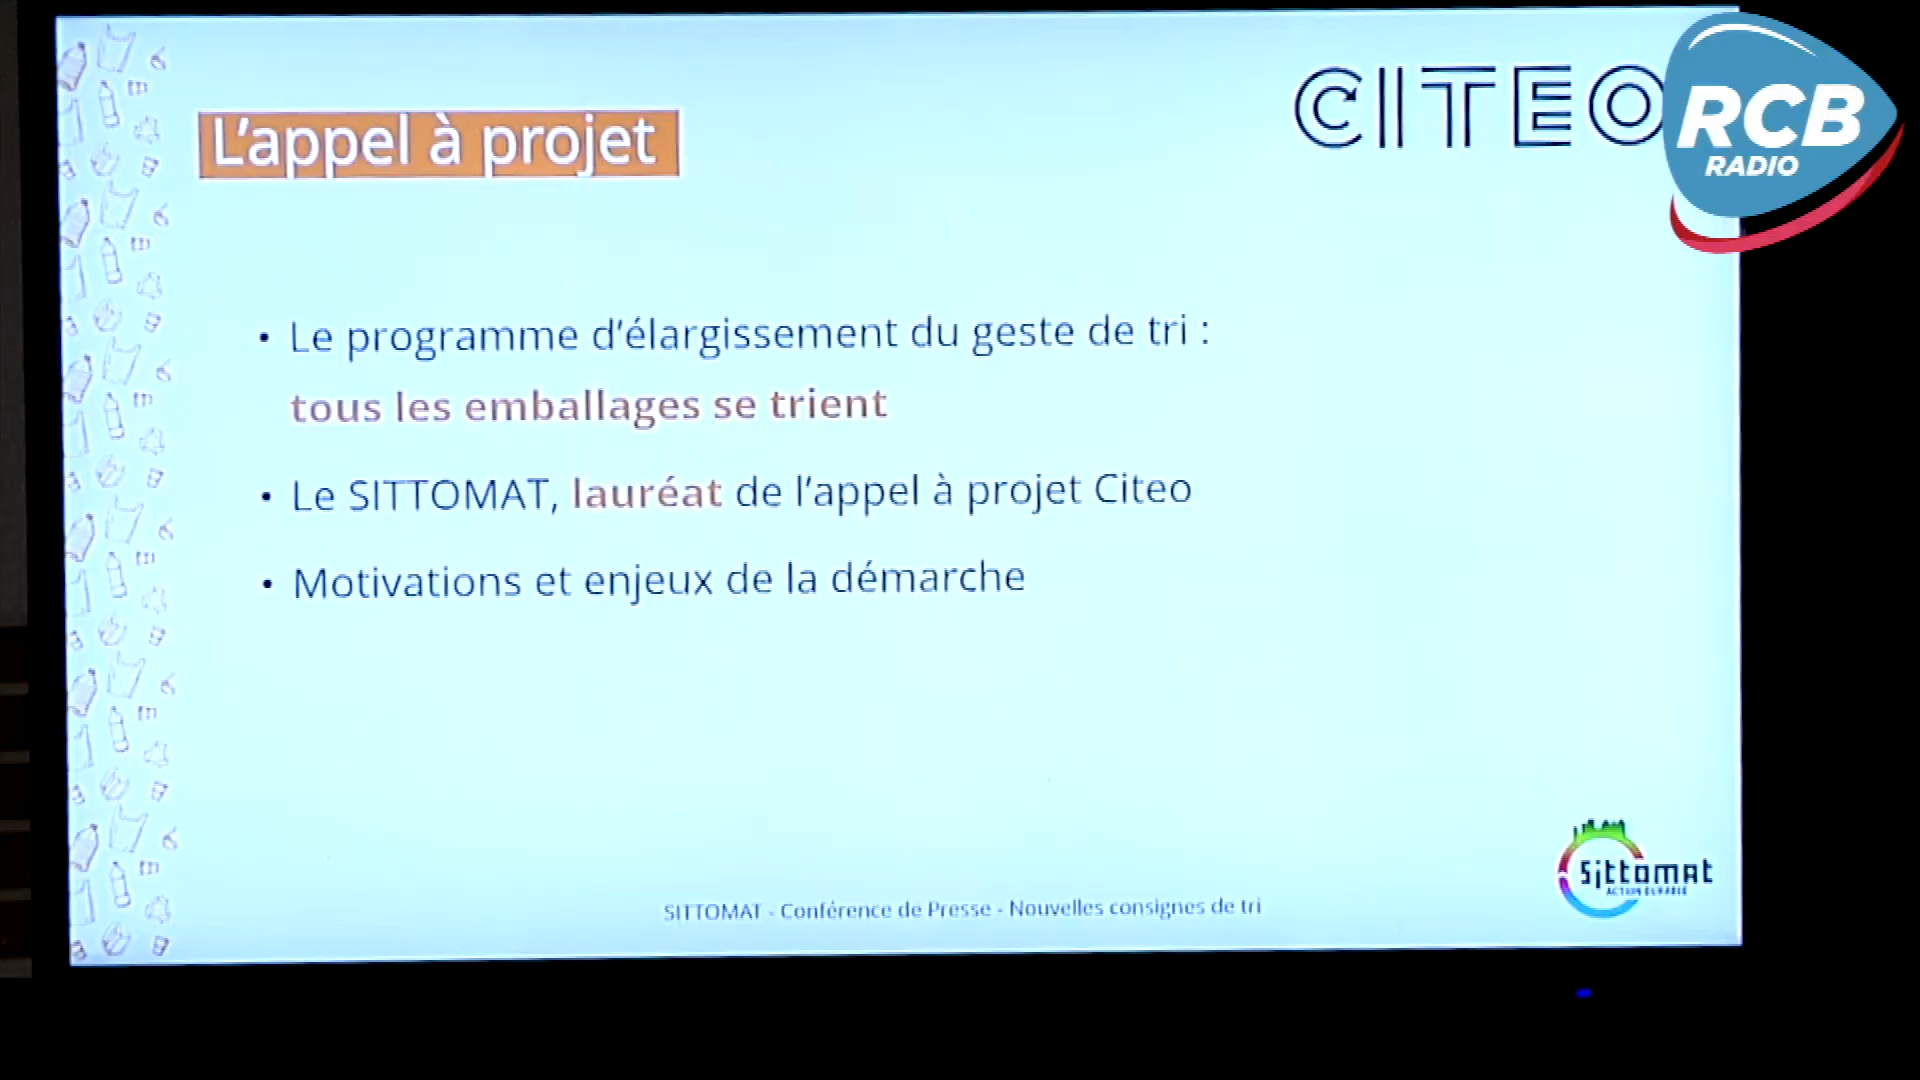 CITEO
RCB
RADIO
L'appel à projet
• Le programme d'élargissement du geste de tri :
tous les emballages se trient
• Le SITTOMAT, lauréat de l'appel à projet Citeo
• Motivations et enjeux de la démarche
Sittomat
ACTION DURABLE
SITTOMAT - Conférence de Presse - Nouvelles consignes de tri